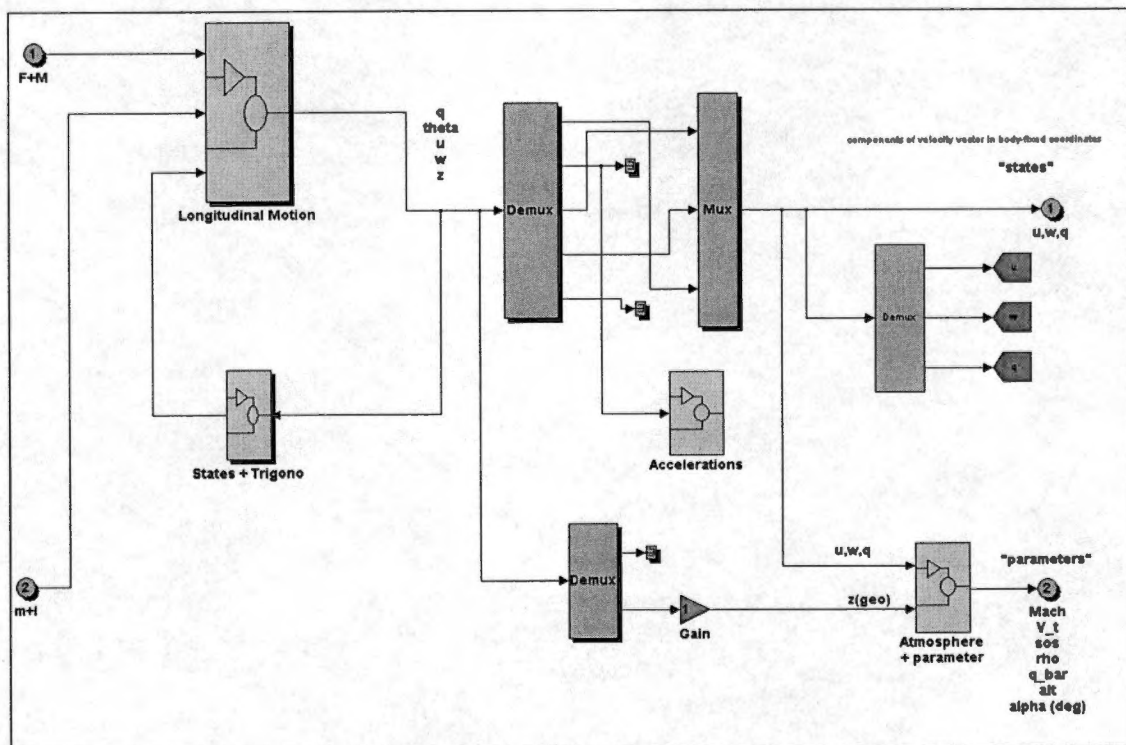 1
F+M
Longitudinal Motion
q
theta
u
w
z
Demux
Mux
components of velocity vector in body-fixed coordinates
"states"
1
u,w,q
Demux
u
w
q
States + Trigono
Accelerations
2
m+I
Demux
1
Gain
u,w,q
z(geo)
Atmosphere
+ parameter
"parameters"
2
Mach
V_t
sos
rho
q_bar
alt
alpha (deg)